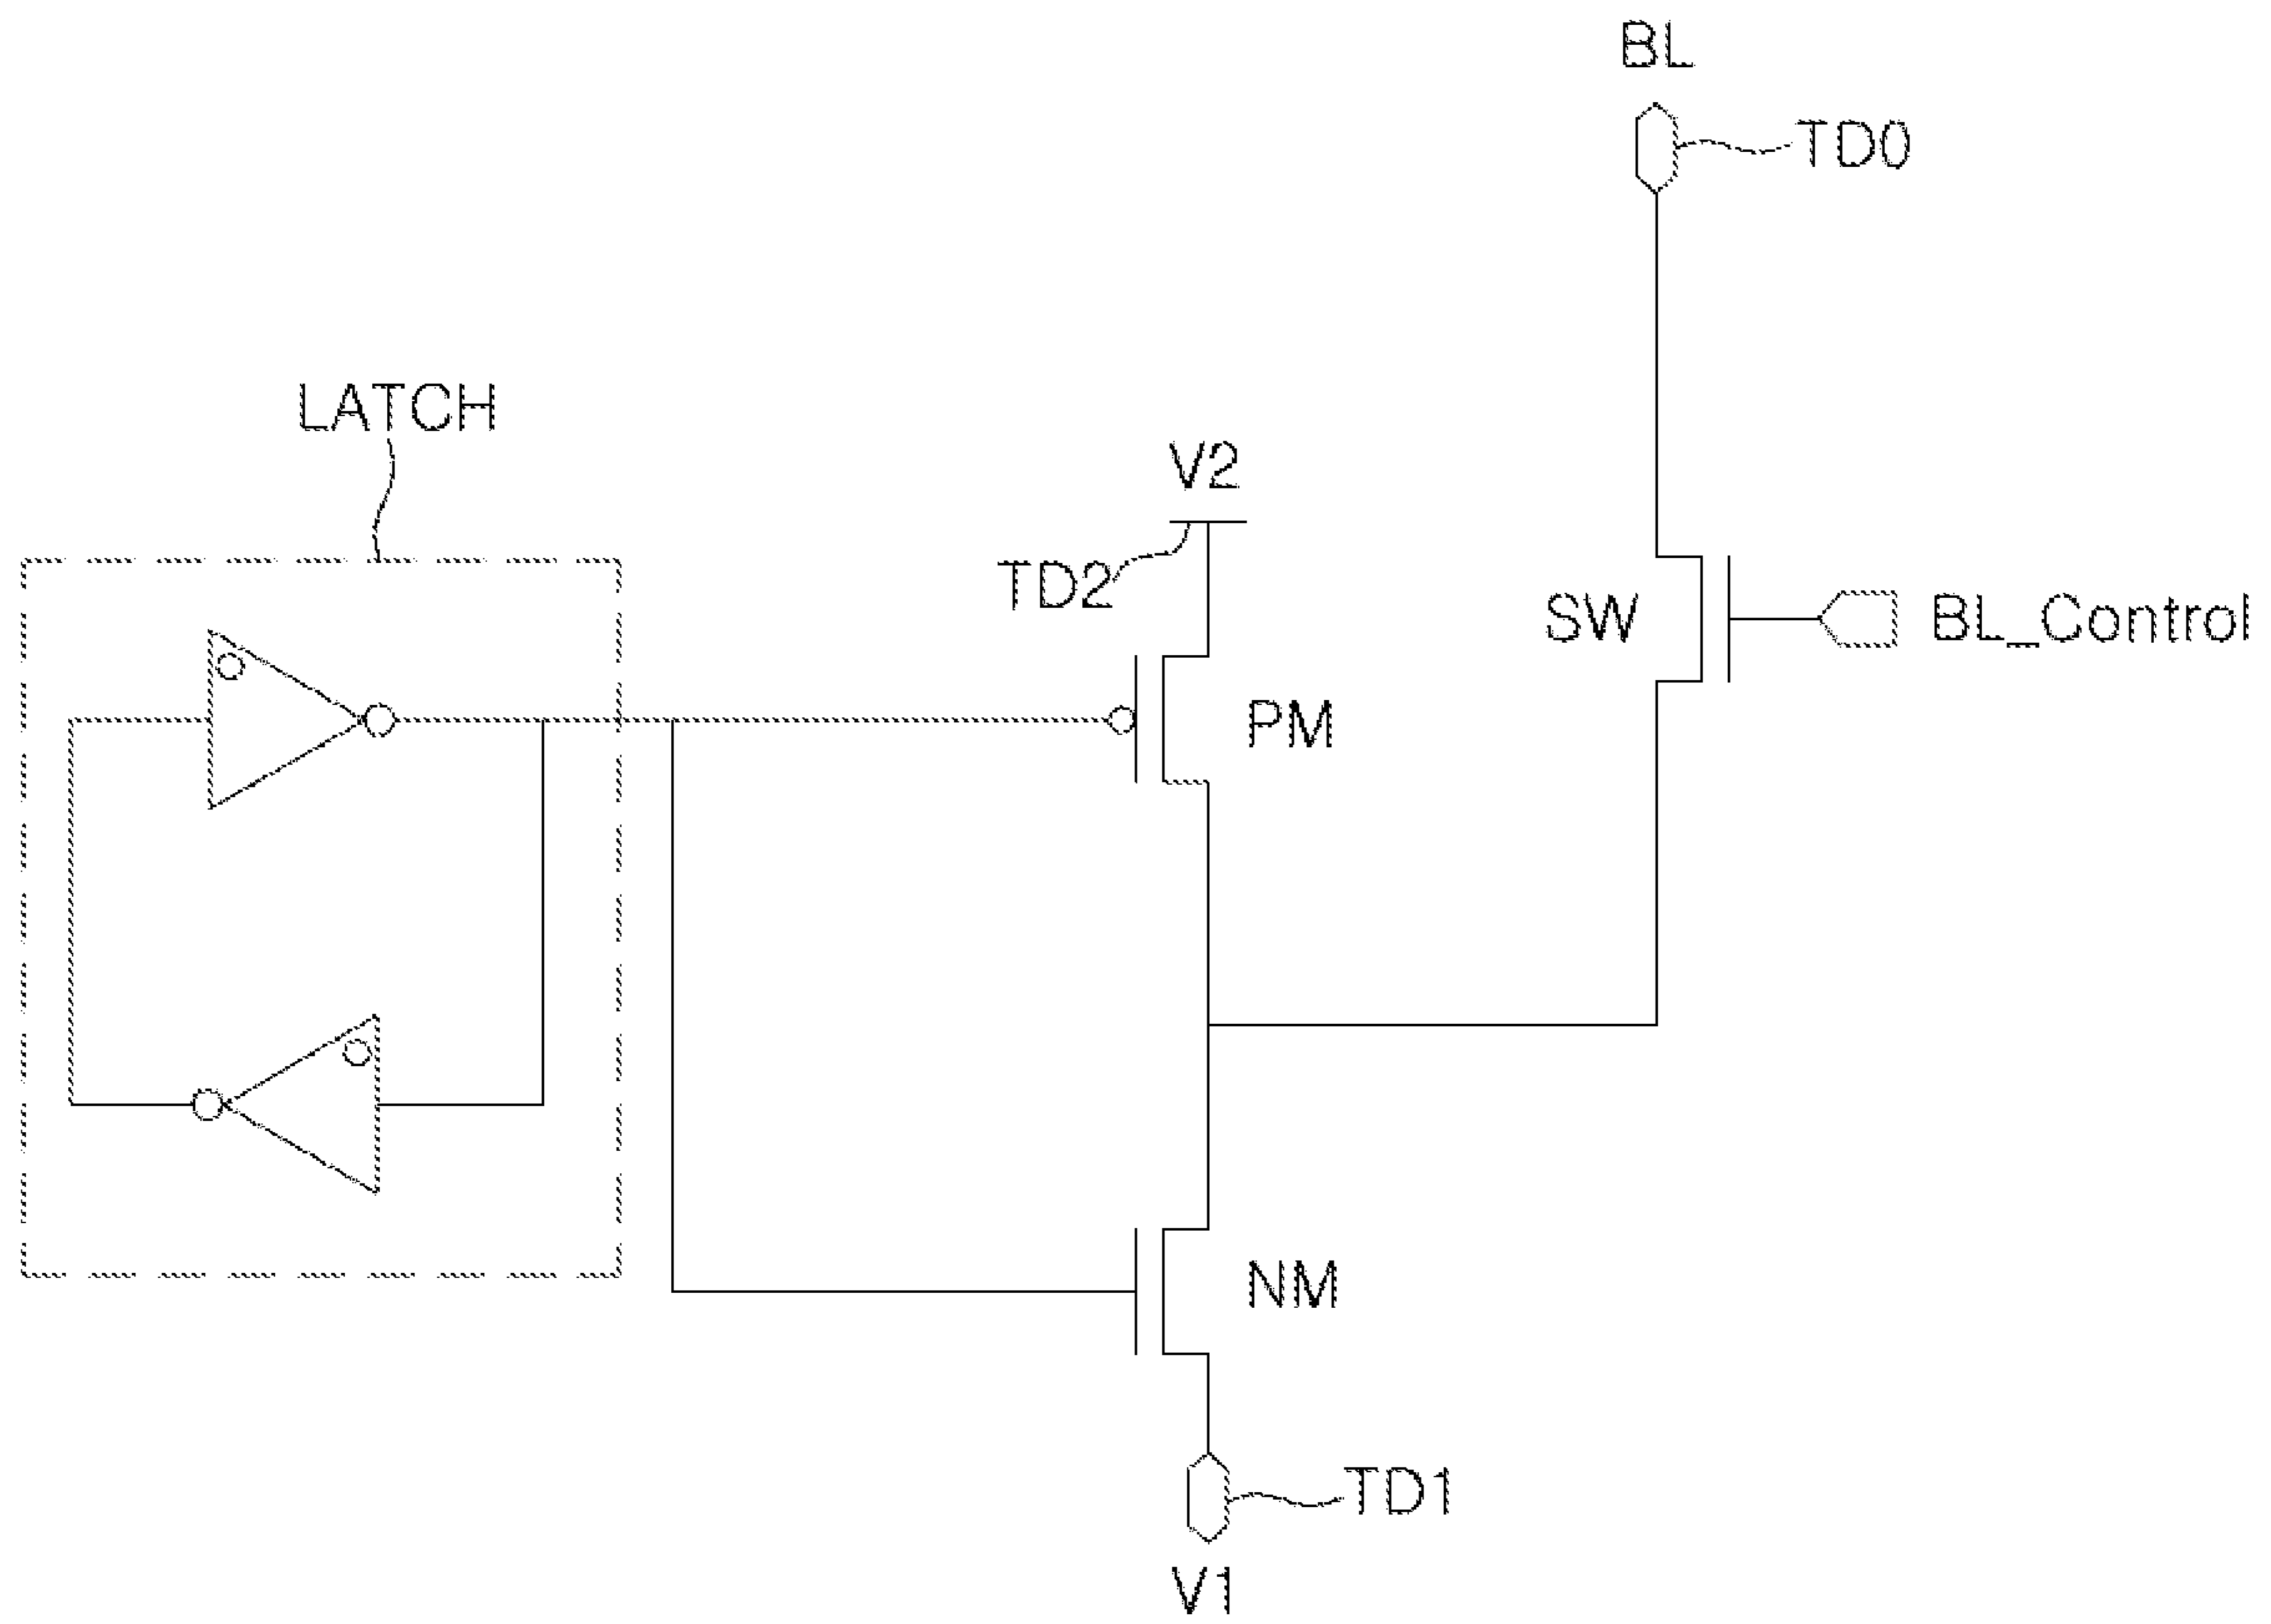 BL
TD0
LATCH
V2
TD2
SW
BL_Control
PM
NM
TD1
V1